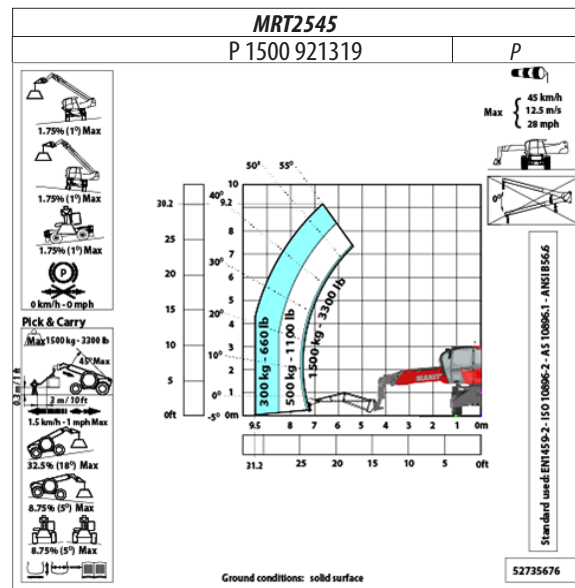 MRT2545
P 1500 921319
P
1.75% (1°) Max
1.75% (1°) Max
1.75% (1°) Max
P
0 km/h - 0 mph
Pick & Carry
Max 1500 kg - 3300 lb
45° Max
0.3 m / 1 ft
3 m / 10 ft
1.5 km/h - 1 mph Max
32.5% (18°) Max
8.75% (5°) Max
8.75% (5°) Max
Max
45 km/h
12.5 m/s
28 mph
0°
50°
55°
40°
30°
20°
10°
0°
-5°
30.2
25
20
15
10
5
0ft
10
9.2
8
7
6
5
4
3
2
1
0m
300 kg - 660 lb
500 kg - 1100 lb
1500 kg - 3300 lb
9.5
8
7
6
5
4
3
2
1
0m
31.2
25
20
15
10
5
0ft
Standard used: EN1459-2 - ISO 10896-2 - AS 10896.1 - ANSI B56.6
Ground conditions: solid surface
52735676